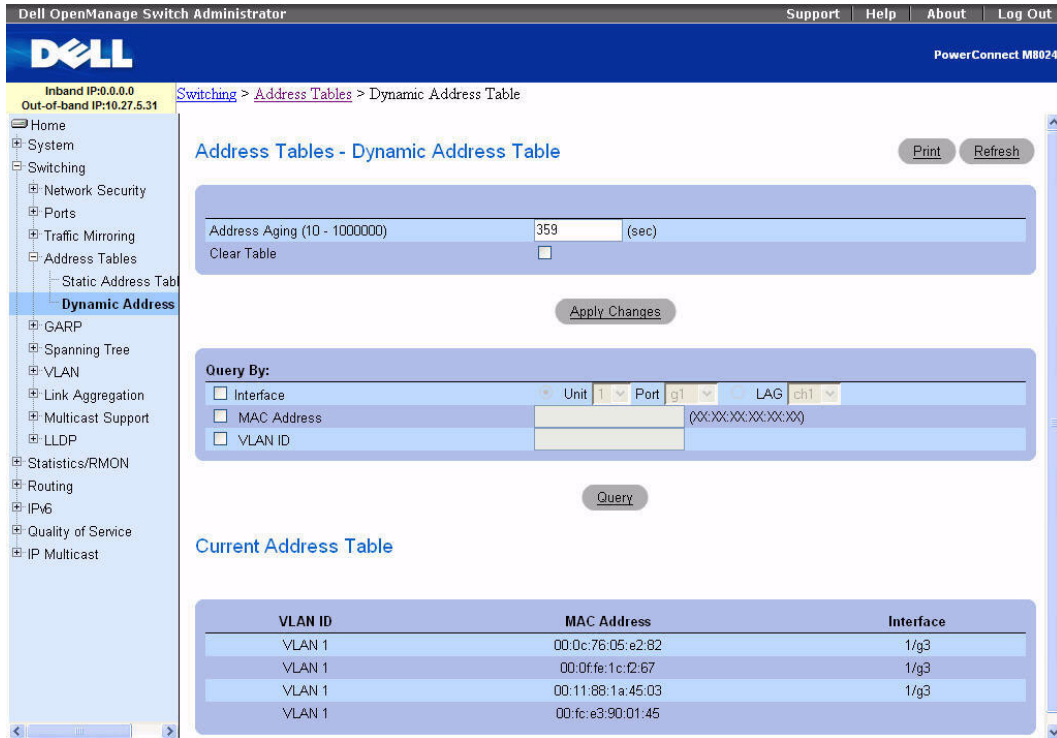 Dell OpenManage Switch Administrator Support Help About Log Out
DELL
PowerConnect M8024
Inband IP:0.0.0.0
Out-of-band IP:10.27.5.31
Switching > Address Tables > Dynamic Address Table
Home
System
Switching
Network Security
Ports
Traffic Mirroring
Address Tables
Static Address Tabl
Dynamic Address
GARP
Spanning Tree
VLAN
Link Aggregation
Multicast Support
LLDP
Statistics/RMON
Routing
IPv6
Quality of Service
IP Multicast
Address Tables - Dynamic Address Table
Print Refresh
Address Aging (10 - 1000000) 359 (sec)
Clear Table
Apply Changes
Query By:
Interface Unit 1 Port g1 LAG ch1
MAC Address (XX:XX:XX:XX:XX:XX)
VLAN ID
Query
Current Address Table
VLAN ID MAC Address Interface
VLAN 1 00:0c:76:05:e2:82 1/g3
VLAN 1 00:0f:fe:1c:f2:67 1/g3
VLAN 1 00:11:88:1a:45:03 1/g3
VLAN 1 00:fc:e3:90:01:45